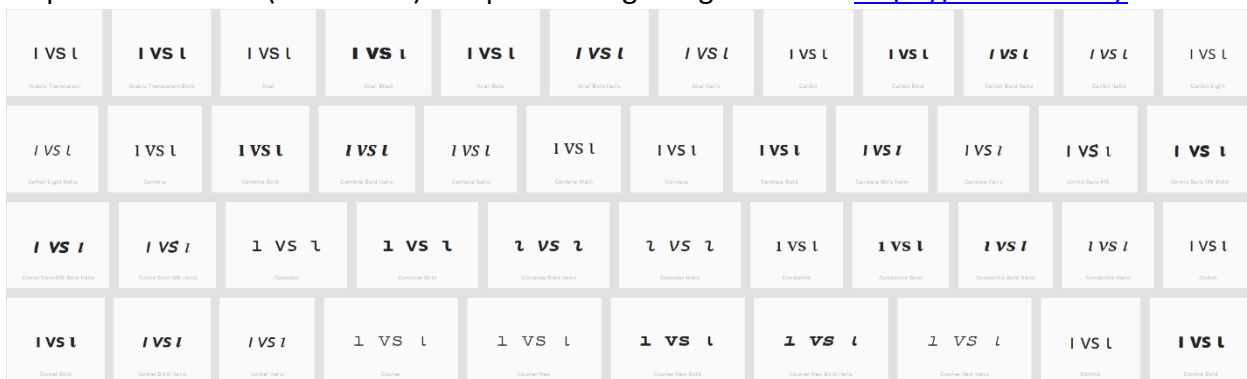 l VS ɩ l VS ɩ l VS ɩ l VS ɩ l VS ɩ l VS ɩ l VS ɩ l VS ɩ l VS ɩ l VS ɩ l VS ɩ l VS ɩ
Arabic Transparent Arabic Transparent Bold Arial Arial Black Arial Bold Arial Bold Italic Arial Italic Calibri Calibri Bold Calibri Bold Italic Calibri Italic Calibri Light
l VS ɩ l VS ɩ l VS ɩ l VS ɩ l VS ɩ l VS ɩ l VS ɩ l VS ɩ l VS ɩ l VS ɩ l VS ɩ l VS ɩ
Calibri Light Italic Cambria Cambria Bold Cambria Bold Italic Cambria Italic Cambria Math Candara Candara Bold Candara Bold Italic Candara Italic Comic Sans MS Comic Sans MS Bold
l VS ɩ l VS ɩ l VS ɩ l VS ɩ l VS ɩ l VS ɩ l VS ɩ l VS ɩ l VS ɩ l VS ɩ l VS ɩ
Comic Sans MS Bold Italic Comic Sans MS Italic Consolas Consolas Bold Consolas Bold Italic Consolas Italic Constantia Constantia Bold Constantia Bold Italic Constantia Italic Corbel
l VS ɩ l VS ɩ l VS ɩ l VS ɩ l VS ɩ l VS ɩ l VS ɩ l VS ɩ l VS ɩ l VS ɩ
Corbel Bold Corbel Bold Italic Corbel Italic Courier Courier New Courier New Bold Courier New Bold Italic Courier New Italic Ebrima Ebrima Bold